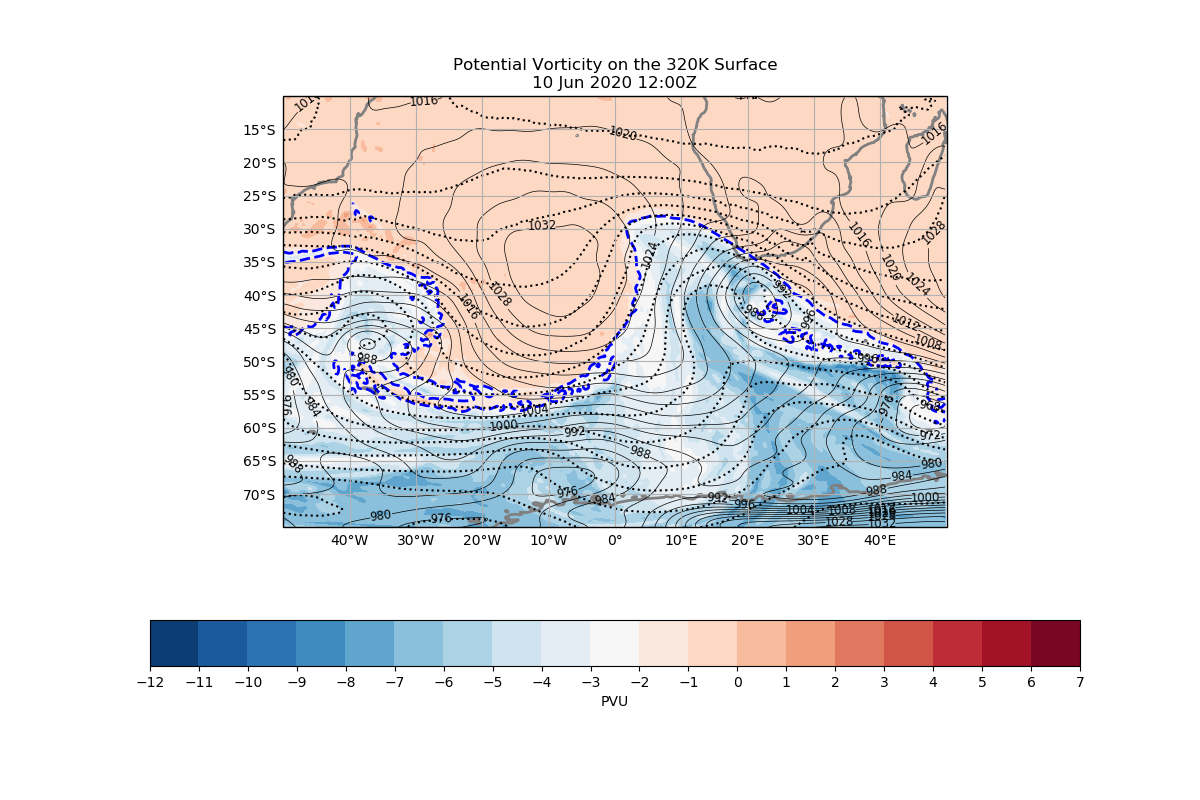 Potential Vorticity on the 320K Surface
10 Jun 2020 12:00Z
1016 1016
15°S 1020 1016
20°S
25°S
30°S 1032 1016 1028
35°S 1024 1020
40°S 1016 1028 992 1024
45°S 988 996 1012
50°S 988 996 1008
55°S 980 976 984 1004 976 968
60°S 1000 992 972
65°S 988 988 984 980
70°S 976 984 992 996 988 1000
980 976 1004 1008 1028 1032
40°W 30°W 20°W 10°W 0° 10°E 20°E 30°E 40°E
−12 −11 −10 −9 −8 −7 −6 −5 −4 −3 −2 −1 0 1 2 3 4 5 6 7
PVU